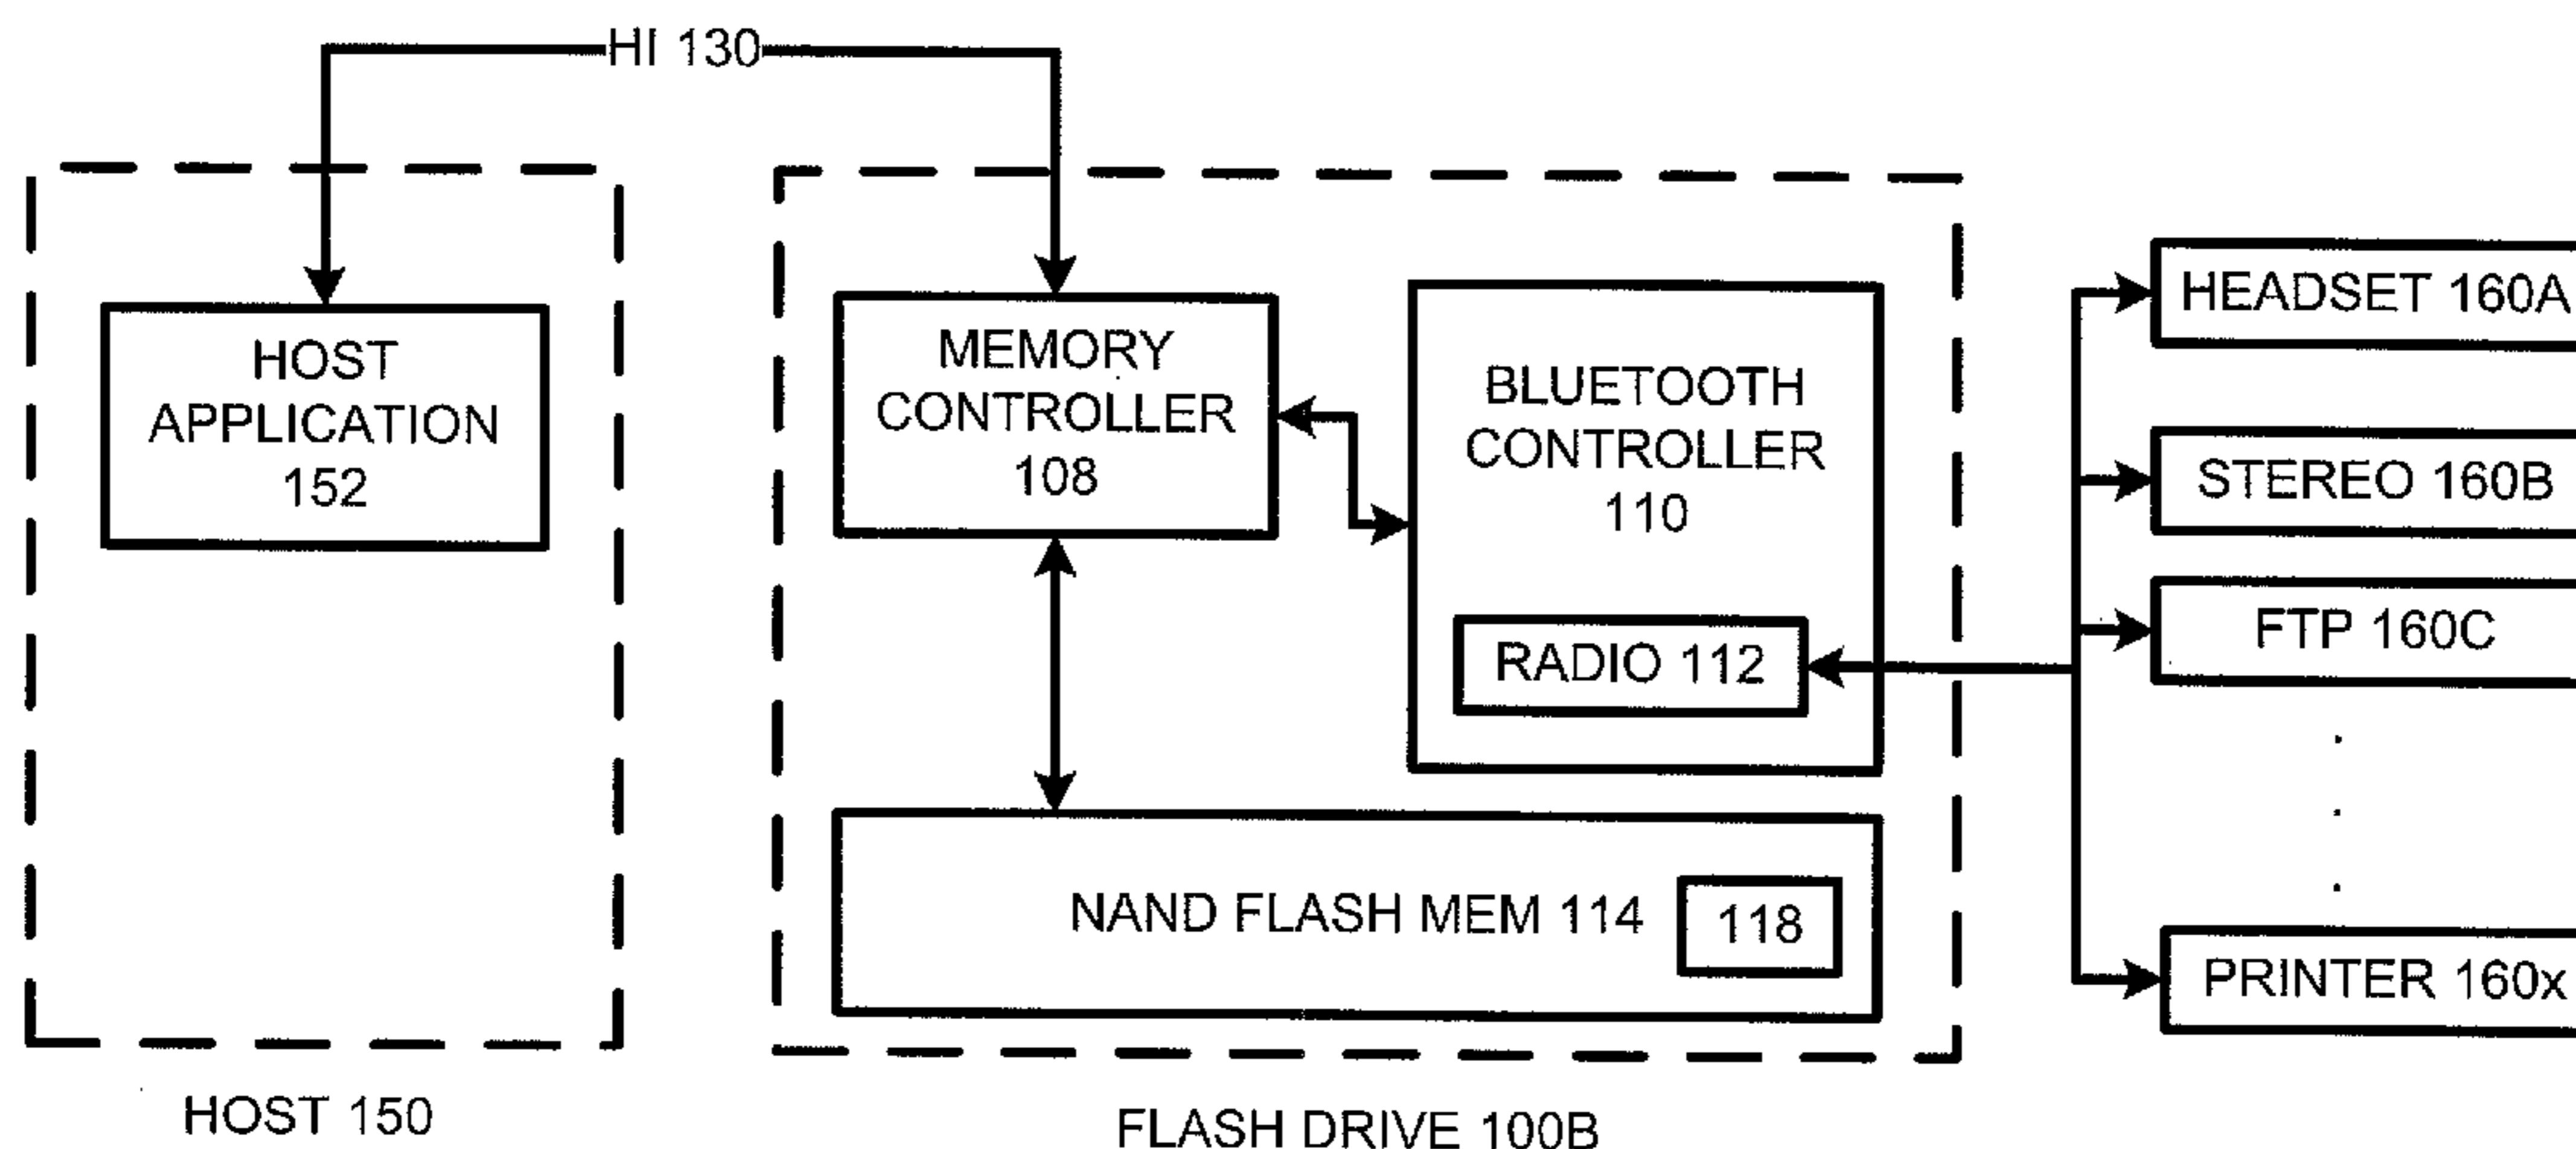 HI 130
HOST
APPLICATION
152
MEMORY
CONTROLLER
108
BLUETOOTH
CONTROLLER
110
RADIO 112
NAND FLASH MEM 114
118
HEADSET 160A
STEREO 160B
FTP 160C
PRINTER 160x
HOST 150
FLASH DRIVE 100B